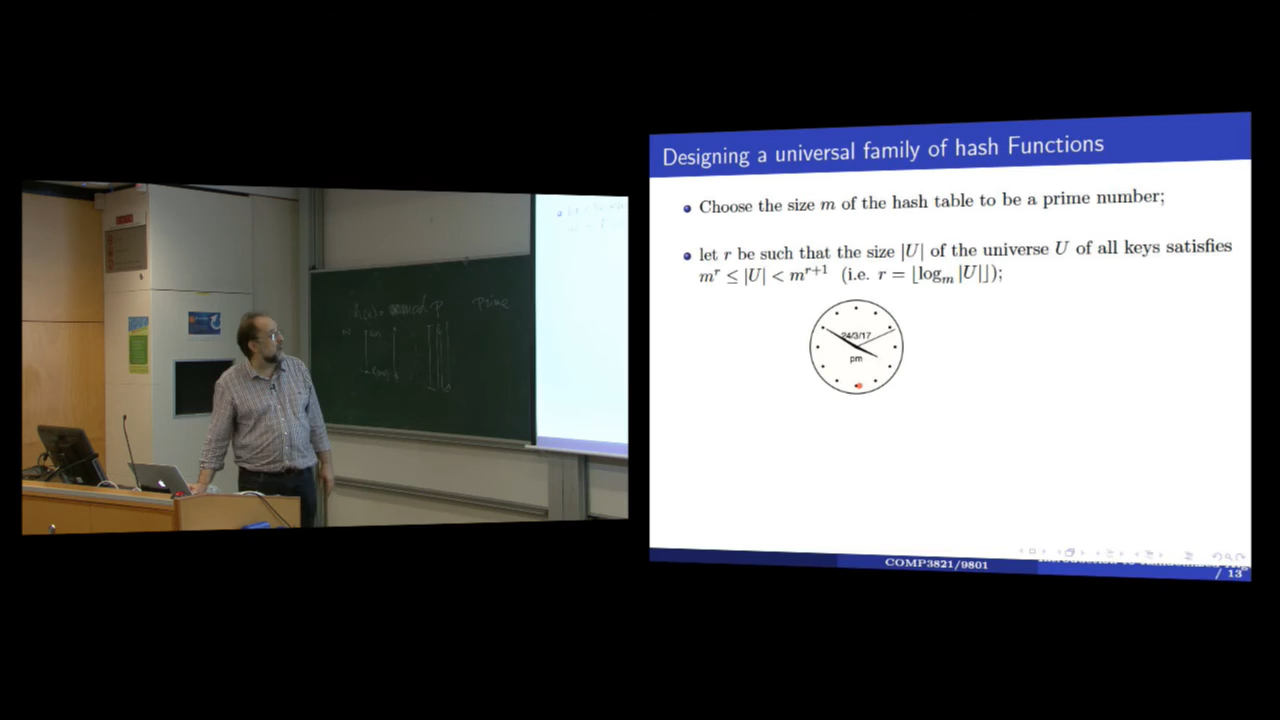 h(x) = mod p prime
Designing a universal family of hash Functions
Choose the size m of the hash table to be a prime number;
let r be such that the size |U| of the universe U of all keys satisfies
m^r ≤ |U| < m^{r+1} (i.e. r = ⌊log_m |U|⌋);
24/3/17
pm
COMP3821/9801
/ 13